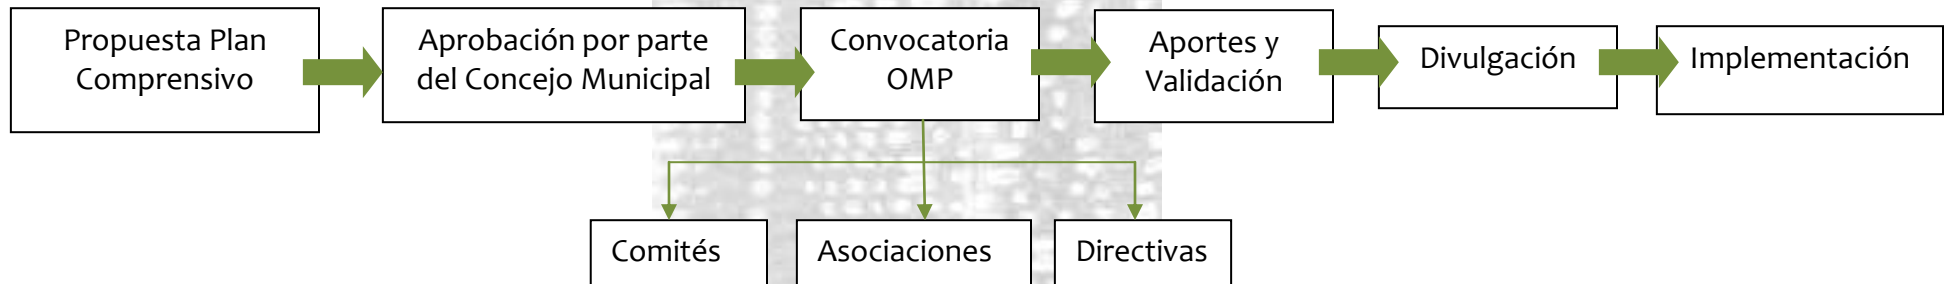 Propuesta Plan
Comprensivo
Aprobación por parte
del Concejo Municipal
Convocatoria
OMP
Aportes y
Validación
Divulgación
Implementación
Comités
Asociaciones
Directivas